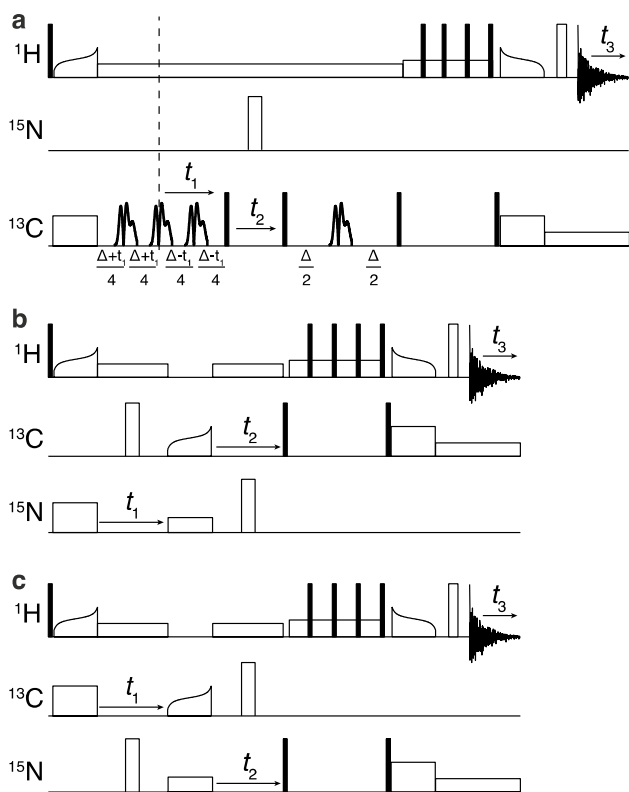 a
¹H
t₃
¹⁵N
t₁
¹³C
t₂
Δ+t₁ Δ+t₁ Δ-t₁ Δ-t₁ Δ Δ
4 4 4 4 2 2
b
¹H
t₃
¹³C
t₂
¹⁵N
t₁
c
¹H
t₃
¹³C
t₁
¹⁵N
t₂